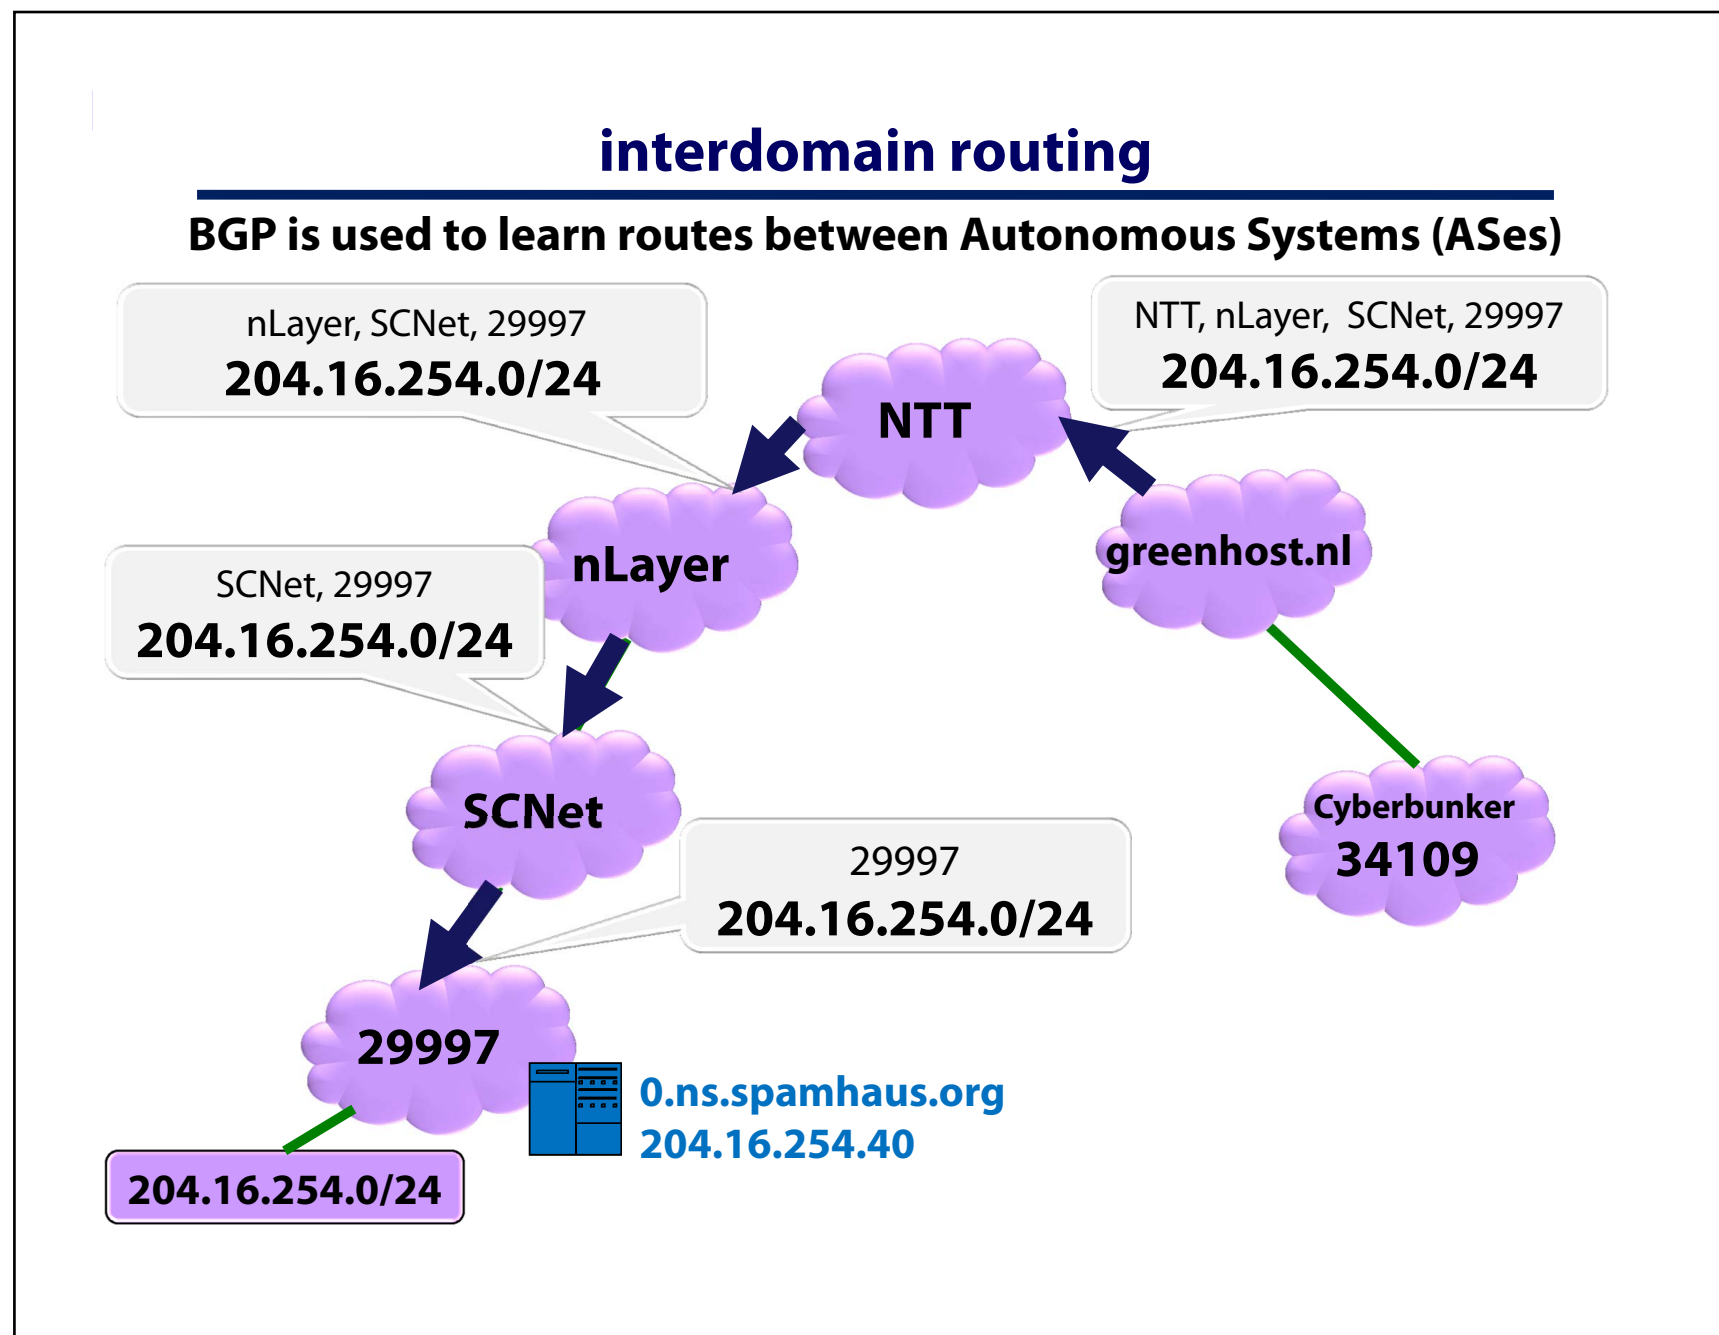 interdomain routing
BGP is used to learn routes between Autonomous Systems (ASes)
nLayer, SCNet, 29997
204.16.254.0/24
NTT, nLayer, SCNet, 29997
204.16.254.0/24
NTT
nLayer
greenhost.nl
SCNet, 29997
204.16.254.0/24
SCNet
Cyberbunker
34109
29997
204.16.254.0/24
29997
0.ns.spamhaus.org
204.16.254.40
204.16.254.0/24